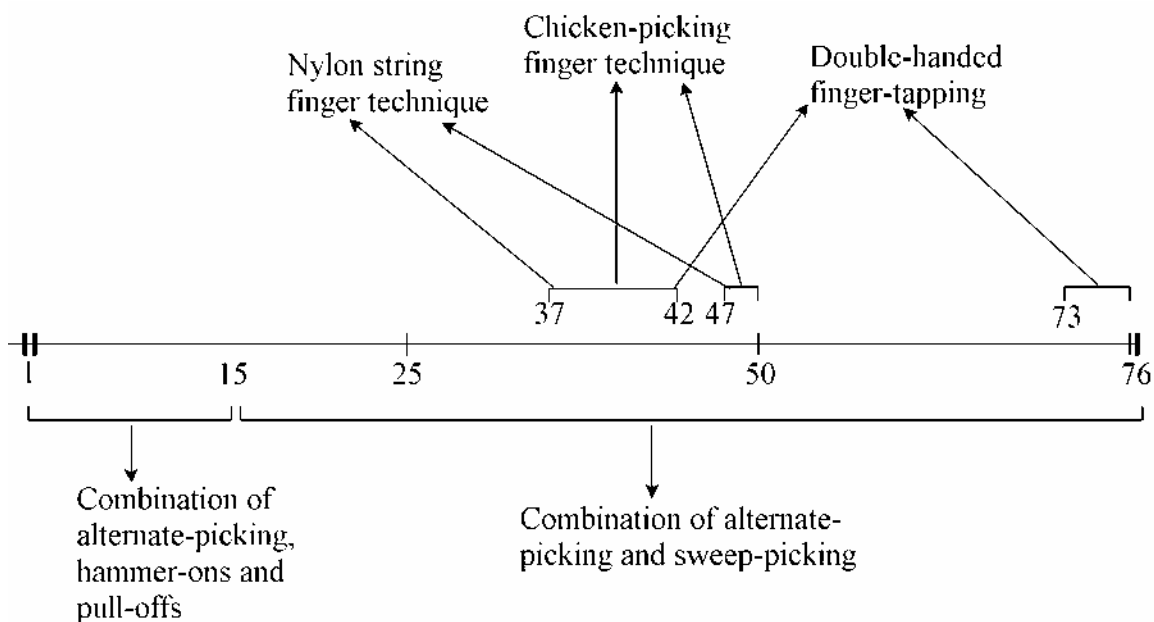 Chicken-picking
finger technique
Nylon string
finger technique
Double-handed
finger-tapping
37
42
47
73
1
15
25
50
76
Combination of
alternate-picking,
hammer-ons and
pull-offs
Combination of alternate-
picking and sweep-picking